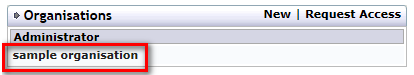 Organisations New | Request Access
Administrator
sample organisation